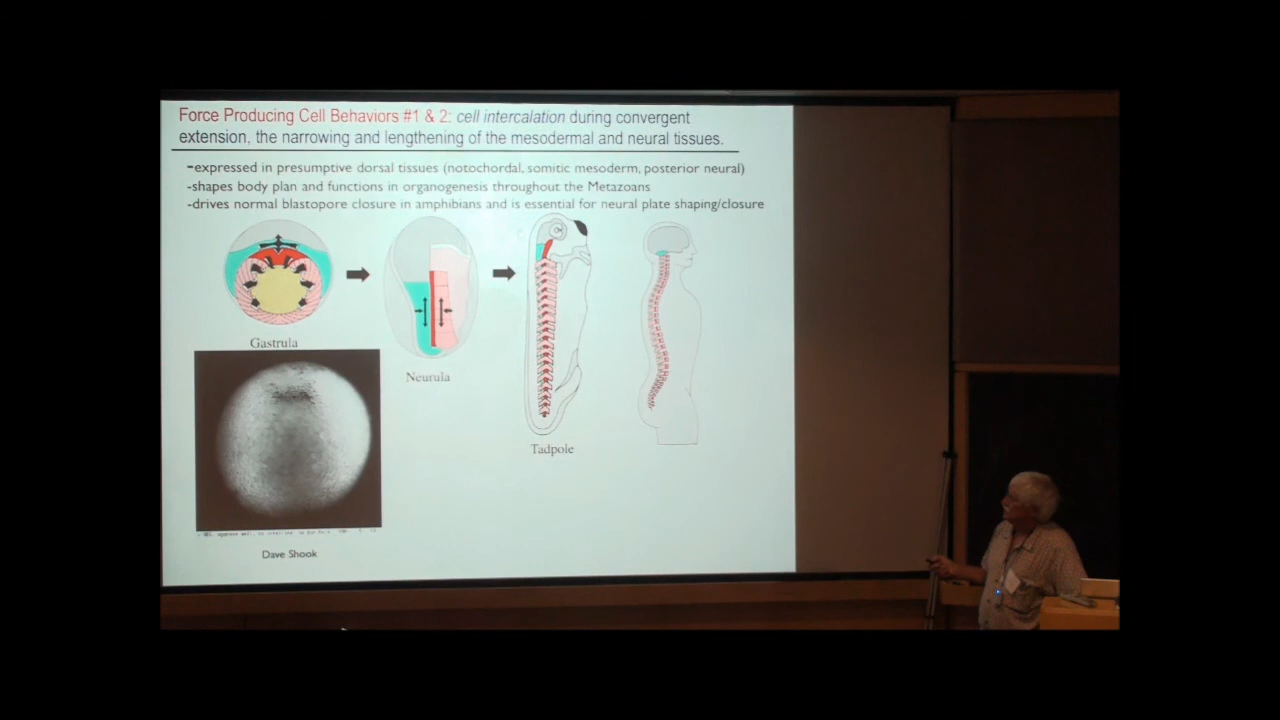 Force Producing Cell Behaviors #1 & 2: cell intercalation during convergent
extension, the narrowing and lengthening of the mesodermal and neural tissues.
-expressed in presumptive dorsal tissues (notochordal, somitic mesoderm, posterior neural)
-shapes body plan and functions in organogenesis throughout the Metazoans
-drives normal blastopore closure in amphibians and is essential for neural plate shaping/closure
Gastrula
Neurula
Tadpole
Dave Shook